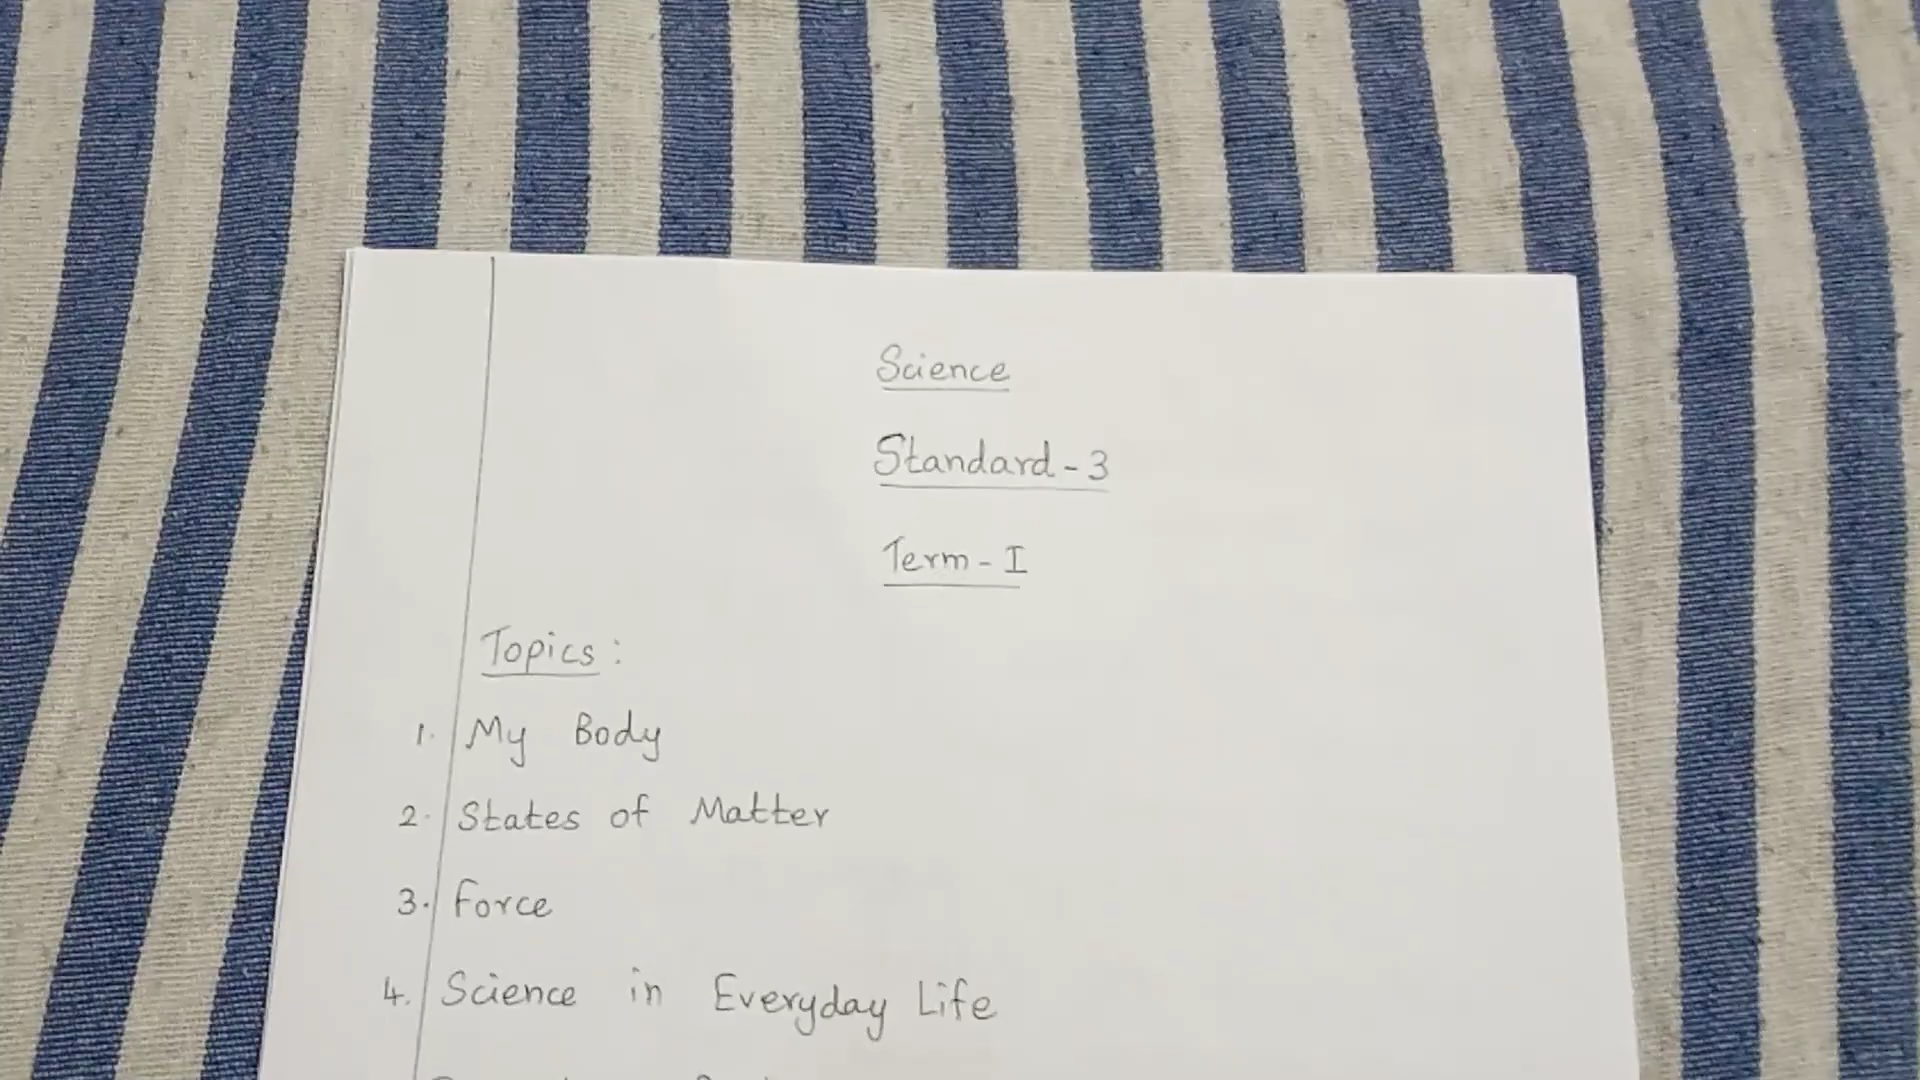 Science
Standard - 3
Term - I
Topics :
1. My Body
2. States of Matter
3. Force
4. Science in Everyday Life